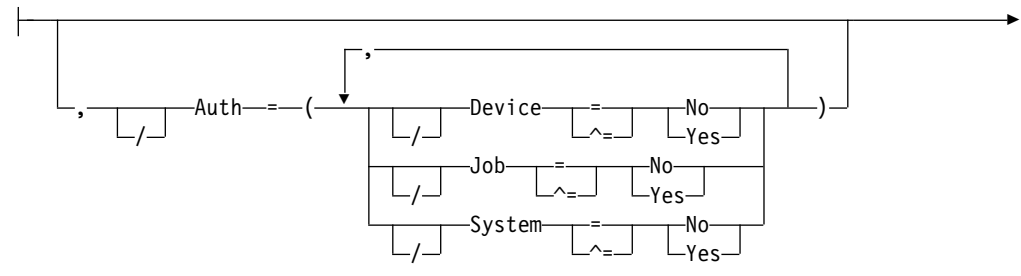 ,
, Auth = ( Device = No )
/ / ^= Yes
Job = No
/ ^= Yes
System = No
/ ^= Yes